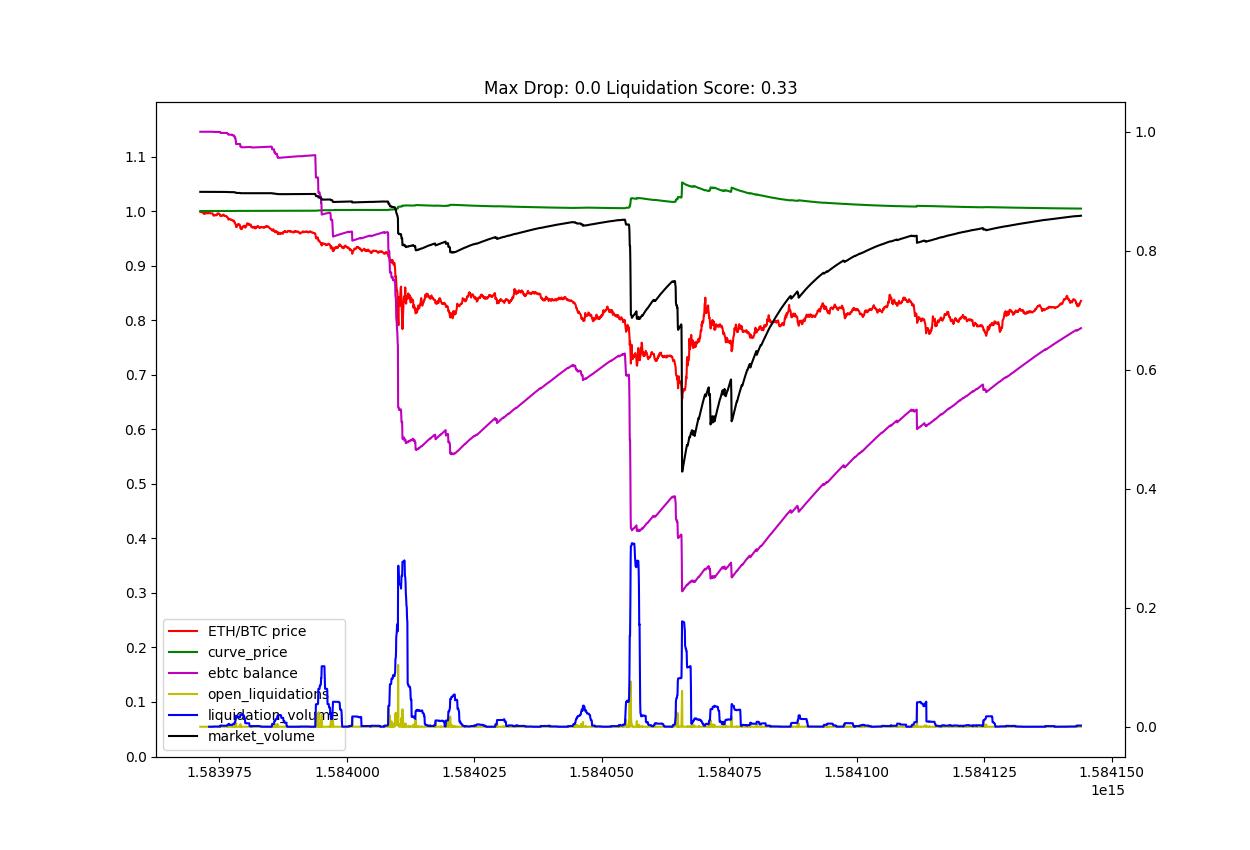 Max Drop: 0.0 Liquidation Score: 0.33
1.1
1.0
0.9
0.8
0.7
0.6
0.5
0.4
0.3
0.2
0.1
0.0
1.0
0.8
0.6
0.4
0.2
0.0
ETH/BTC price
curve_price
ebtc balance
open_liquidations
liquidation_volume
market_volume
1.583975 1.584000 1.584025 1.584050 1.584075 1.584100 1.584125 1.584150
1e15